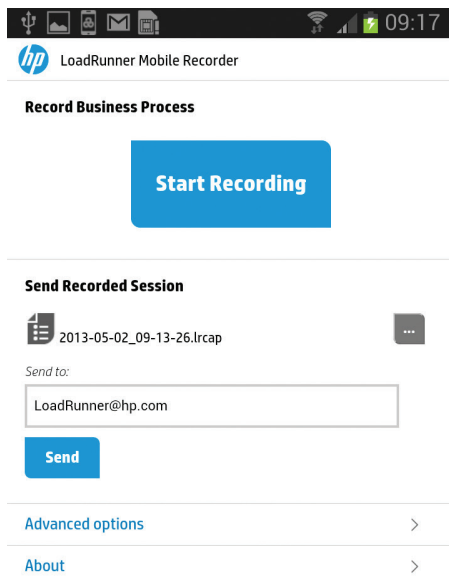 09:17
hp LoadRunner Mobile Recorder
Record Business Process
Start Recording
Send Recorded Session
2013-05-02_09-13-26.lrcap
...
Send to:
LoadRunner@hp.com
Send
Advanced options
About